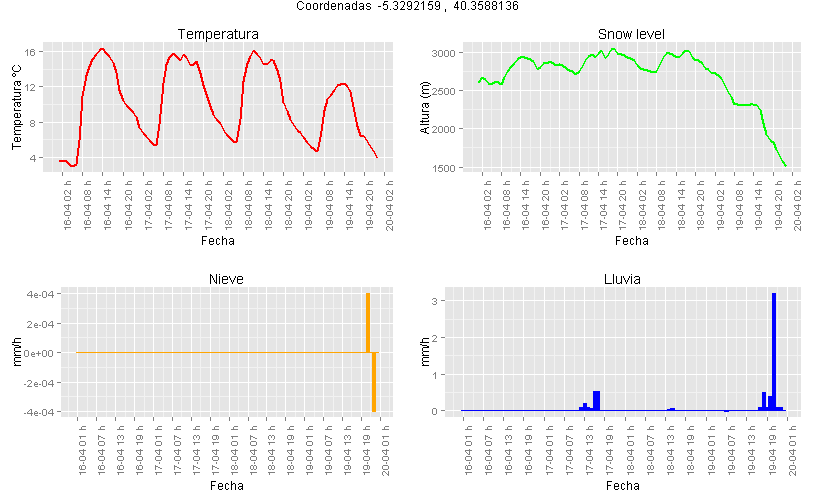 Coordenadas -5.3292159 , 40.3588136
Temperatura
Temperatura ºC
16
12
8
4
16-04 02 h
16-04 08 h
16-04 14 h
16-04 20 h
17-04 02 h
17-04 08 h
17-04 14 h
17-04 20 h
18-04 02 h
18-04 08 h
18-04 14 h
18-04 20 h
19-04 02 h
19-04 08 h
19-04 14 h
19-04 20 h
20-04 02 h
Fecha
Snow level
Altura (m)
3000
2500
2000
1500
16-04 02 h
16-04 08 h
16-04 14 h
16-04 20 h
17-04 02 h
17-04 08 h
17-04 14 h
17-04 20 h
18-04 02 h
18-04 08 h
18-04 14 h
18-04 20 h
19-04 02 h
19-04 08 h
19-04 14 h
19-04 20 h
20-04 02 h
Fecha
Nieve
mm/h
4e-04
2e-04
0e+00
-2e-04
-4e-04
16-04 01 h
16-04 07 h
16-04 13 h
16-04 19 h
17-04 01 h
17-04 07 h
17-04 13 h
17-04 19 h
18-04 01 h
18-04 07 h
18-04 13 h
18-04 19 h
19-04 01 h
19-04 07 h
19-04 13 h
19-04 19 h
20-04 01 h
Fecha
Lluvia
mm/h
3
2
1
0
16-04 01 h
16-04 07 h
16-04 13 h
16-04 19 h
17-04 01 h
17-04 07 h
17-04 13 h
17-04 19 h
18-04 01 h
18-04 07 h
18-04 13 h
18-04 19 h
19-04 01 h
19-04 07 h
19-04 13 h
19-04 19 h
20-04 01 h
Fecha